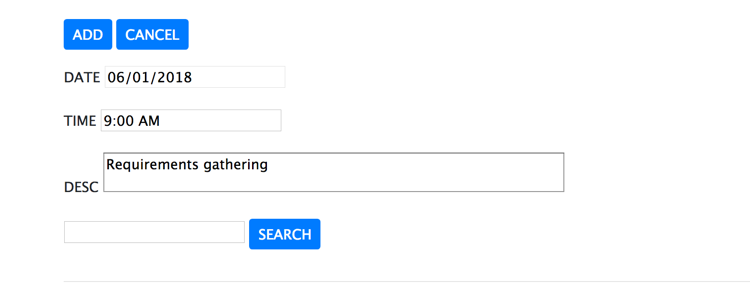 ADD CANCEL
DATE 06/01/2018
TIME 9:00 AM
Requirements gathering
DESC
SEARCH